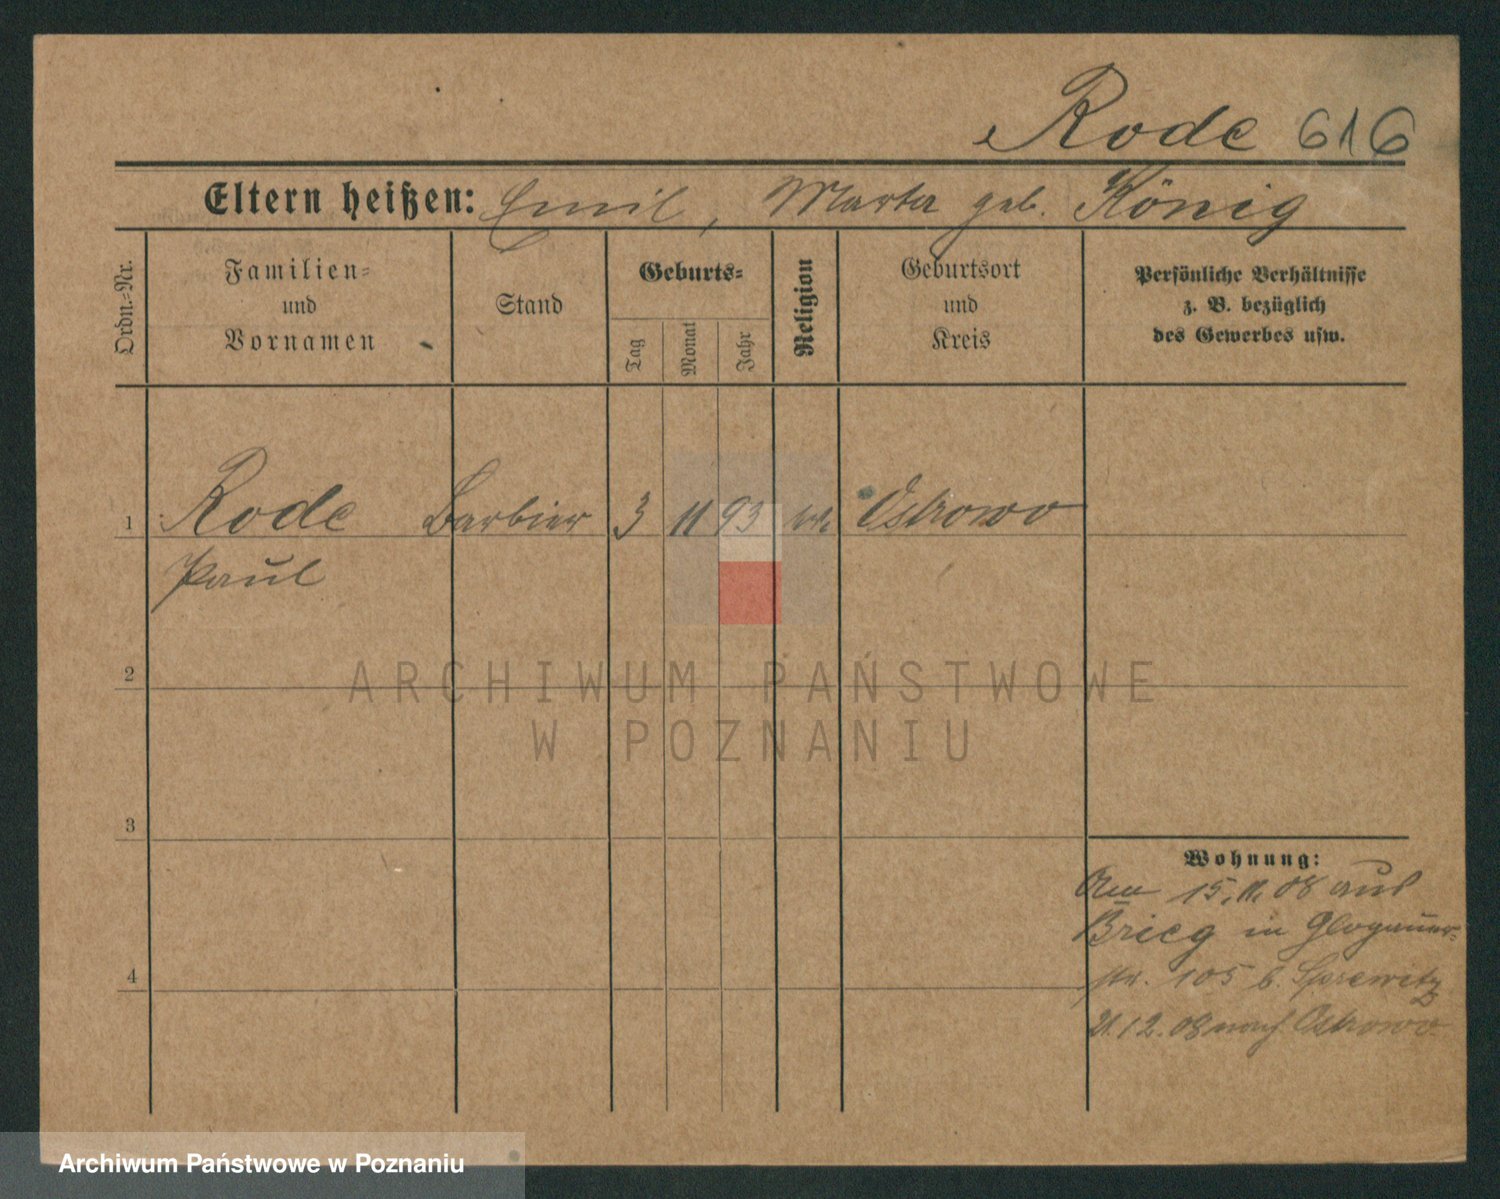 Rode 616
Eltern heißen: Emil, Marta geb. König
Ordn.-Nr.
Familien-
und
Vornamen
Stand
Geburts-
Tag
Monat
Jahr
Religion
Geburtsort
und
Kreis
Persönliche Verhältnisse
z. B. bezüglich
des Gewerbes usw.
1 Rode Barbier 3 11 93 Ostrowo
Paul
2
3
4
Wohnung:
Am 15.11.08 aus
Brieg in Glogauer-
str. 105 b. Sprewitz
21.12.08 nach Ostrowo
ARCHIWUM PAŃSTWOWE
W POZNANIU
Archiwum Państwowe w Poznaniu